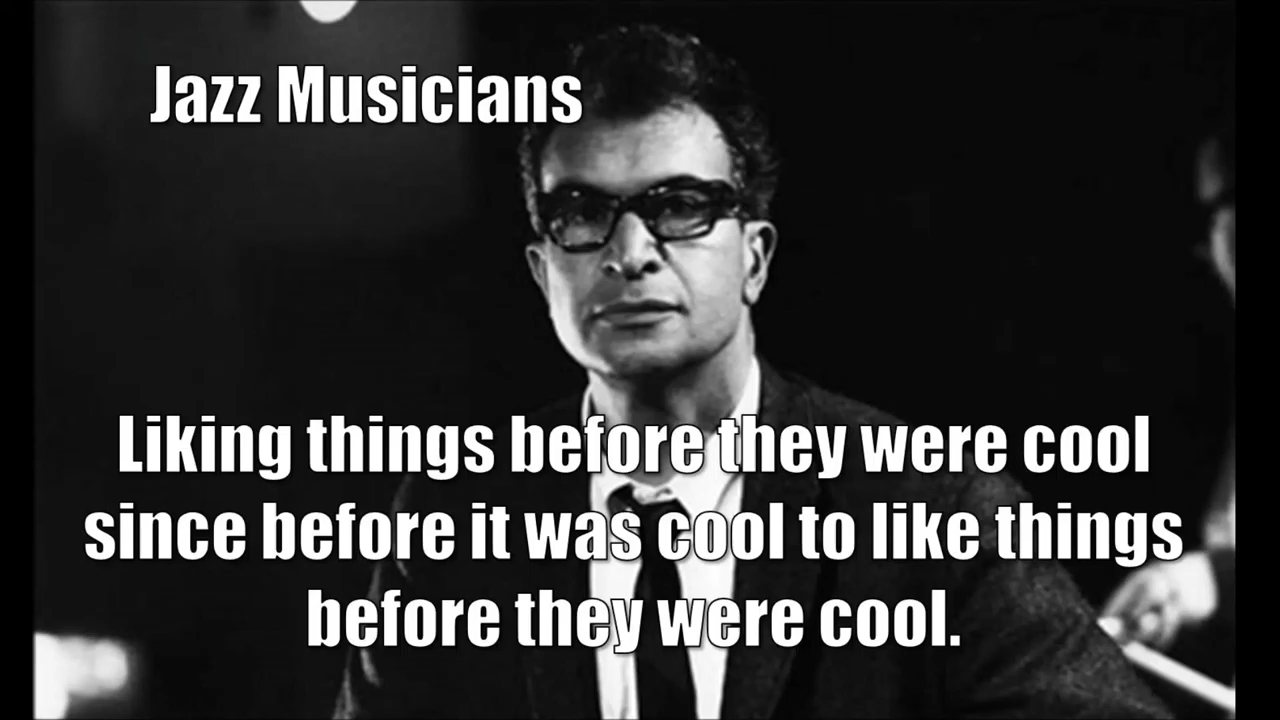 Jazz Musicians
Liking things before they were cool
since before it was cool to like things
before they were cool.